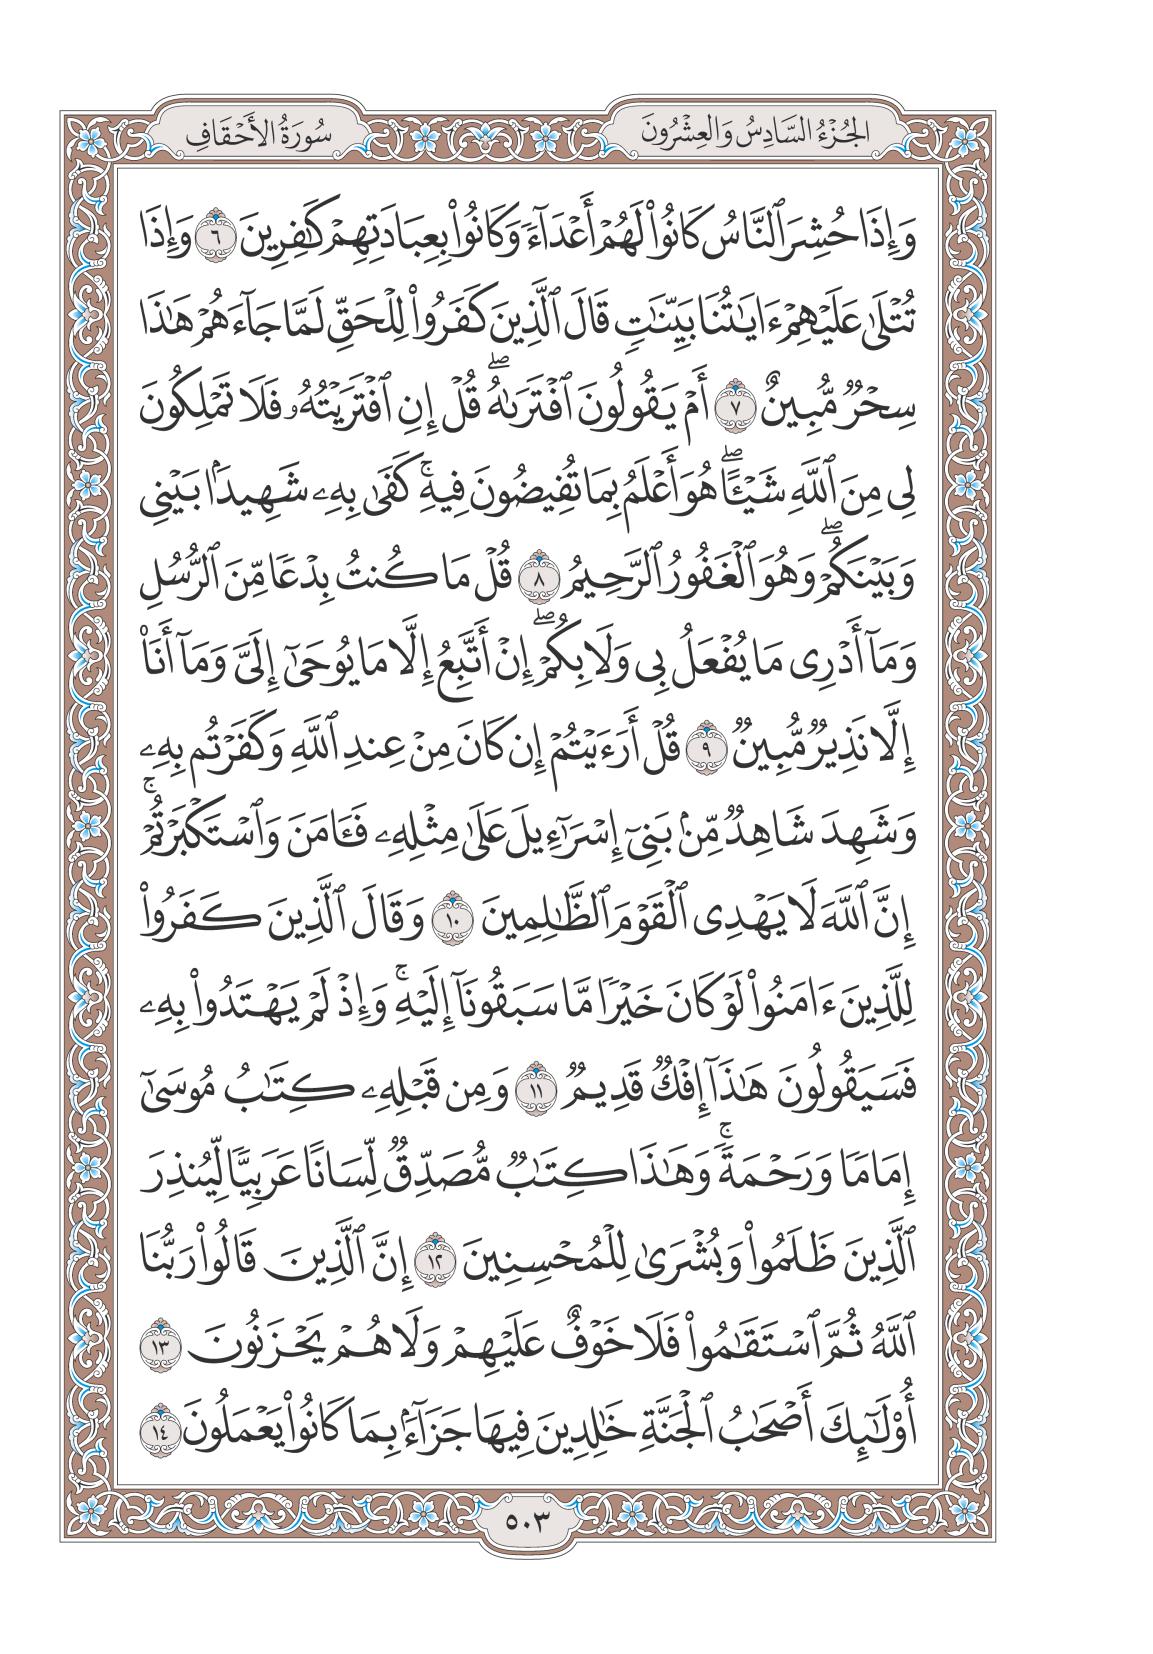 الجُزْءُ السَّادِسُ وَالعِشْرُونَ
سُورَةُ الأَحْقَافِ
وَإِذَا حُشِرَ ٱلنَّاسُ كَانُوا۟ لَهُمْ أَعْدَآءً وَكَانُوا۟ بِعِبَادَتِهِمْ كَـٰفِرِينَ ٦ وَإِذَا
تُتْلَىٰ عَلَيْهِمْ ءَايَـٰتُنَا بَيِّنَـٰتٍ قَالَ ٱلَّذِينَ كَفَرُوا۟ لِلْحَقِّ لَمَّا جَآءَهُمْ هَـٰذَا
سِحْرٌ مُّبِينٌ ٧ أَمْ يَقُولُونَ ٱفْتَرَىٰهُ ۖ قُلْ إِنِ ٱفْتَرَيْتُهُۥ فَلَا تَمْلِكُونَ
لِى مِنَ ٱللَّهِ شَيْـًٔا ۖ هُوَ أَعْلَمُ بِمَا تُفِيضُونَ فِيهِ ۚ كَفَىٰ بِهِۦ شَهِيدًۢا بَيْنِى
وَبَيْنَكُمْ ۖ وَهُوَ ٱلْغَفُورُ ٱلرَّحِيمُ ٨ قُلْ مَا كُنتُ بِدْعًا مِّنَ ٱلرُّسُلِ
وَمَآ أَدْرِى مَا يُفْعَلُ بِى وَلَا بِكُمْ ۖ إِنْ أَتَّبِعُ إِلَّا مَا يُوحَىٰٓ إِلَىَّ وَمَآ أَنَا۠
إِلَّا نَذِيرٌ مُّبِينٌ ٩ قُلْ أَرَءَيْتُمْ إِن كَانَ مِنْ عِندِ ٱللَّهِ وَكَفَرْتُم بِهِۦ
وَشَهِدَ شَاهِدٌ مِّنۢ بَنِىٓ إِسْرَٰٓءِيلَ عَلَىٰ مِثْلِهِۦ فَـَٔامَنَ وَٱسْتَكْبَرْتُمْ ۚ
إِنَّ ٱللَّهَ لَا يَهْدِى ٱلْقَوْمَ ٱلظَّـٰلِمِينَ ١٠ وَقَالَ ٱلَّذِينَ كَفَرُوا۟
لِلَّذِينَ ءَامَنُوا۟ لَوْ كَانَ خَيْرًا مَّا سَبَقُونَآ إِلَيْهِ ۚ وَإِذْ لَمْ يَهْتَدُوا۟ بِهِۦ
فَسَيَقُولُونَ هَـٰذَآ إِفْكٌ قَدِيمٌ ١١ وَمِن قَبْلِهِۦ كِتَـٰبُ مُوسَىٰٓ
إِمَامًا وَرَحْمَةً ۚ وَهَـٰذَا كِتَـٰبٌ مُّصَدِّقٌ لِّسَانًا عَرَبِيًّا لِّيُنذِرَ
ٱلَّذِينَ ظَلَمُوا۟ وَبُشْرَىٰ لِلْمُحْسِنِينَ ١٢ إِنَّ ٱلَّذِينَ قَالُوا۟ رَبُّنَا
ٱللَّهُ ثُمَّ ٱسْتَقَـٰمُوا۟ فَلَا خَوْفٌ عَلَيْهِمْ وَلَا هُمْ يَحْزَنُونَ ١٣
أُو۟لَـٰٓئِكَ أَصْحَـٰبُ ٱلْجَنَّةِ خَـٰلِدِينَ فِيهَا جَزَآءًۢ بِمَا كَانُوا۟ يَعْمَلُونَ ١٤
٥٠٣